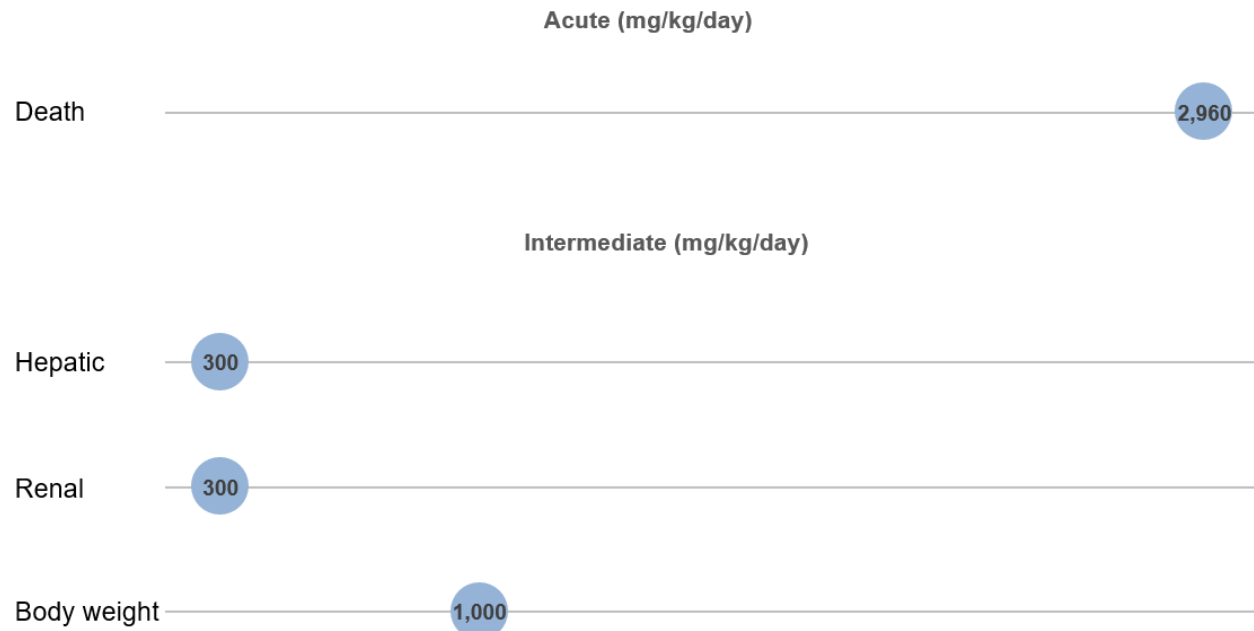 Acute (mg/kg/day)
Death 2,960
Intermediate (mg/kg/day)
Hepatic 300
Renal 300
Body weight 1,000